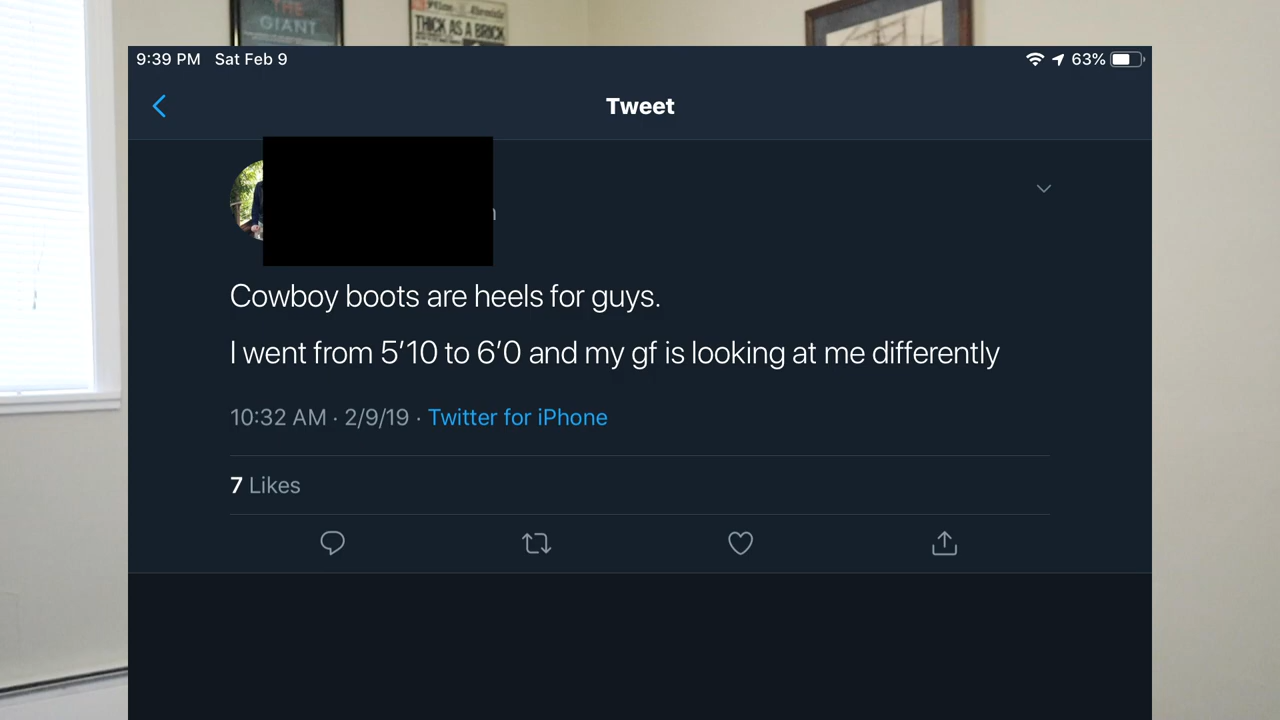 THE
GIANT
THICK AS A BRICK
9:39 PM Sat Feb 9
63%
Tweet
Cowboy boots are heels for guys.
I went from 5'10 to 6'0 and my gf is looking at me differently
10:32 AM · 2/9/19 · Twitter for iPhone
7 Likes